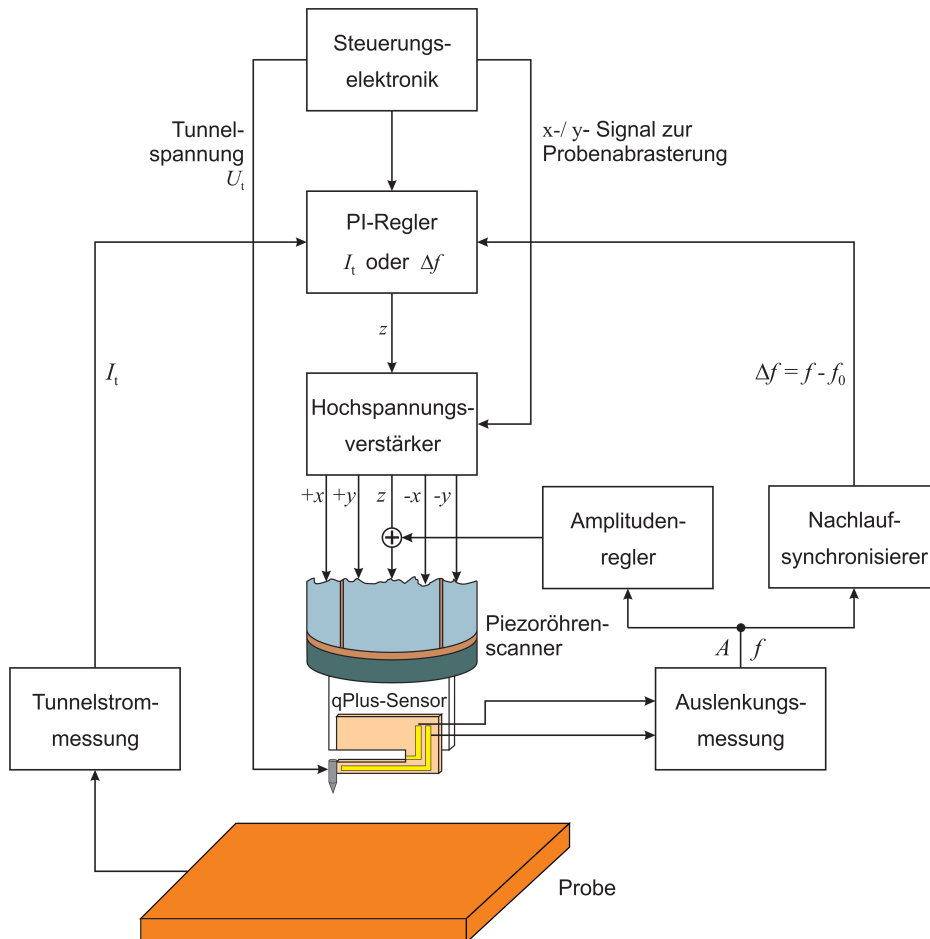 Steuerungs-
elektronik
Tunnel-
spannung
Uₜ
x-/ y- Signal zur
Probenabrasterung
PI-Regler
Iₜ oder Δf
z
Iₜ
Δf = f - f₀
Hochspannungs-
verstärker
+x +y z -x -y
Amplituden-
regler
Nachlauf-
synchronisierer
Piezoröhren-
scanner
A f
qPlus-Sensor
Tunnelstrom-
messung
Auslenkungs-
messung
Probe